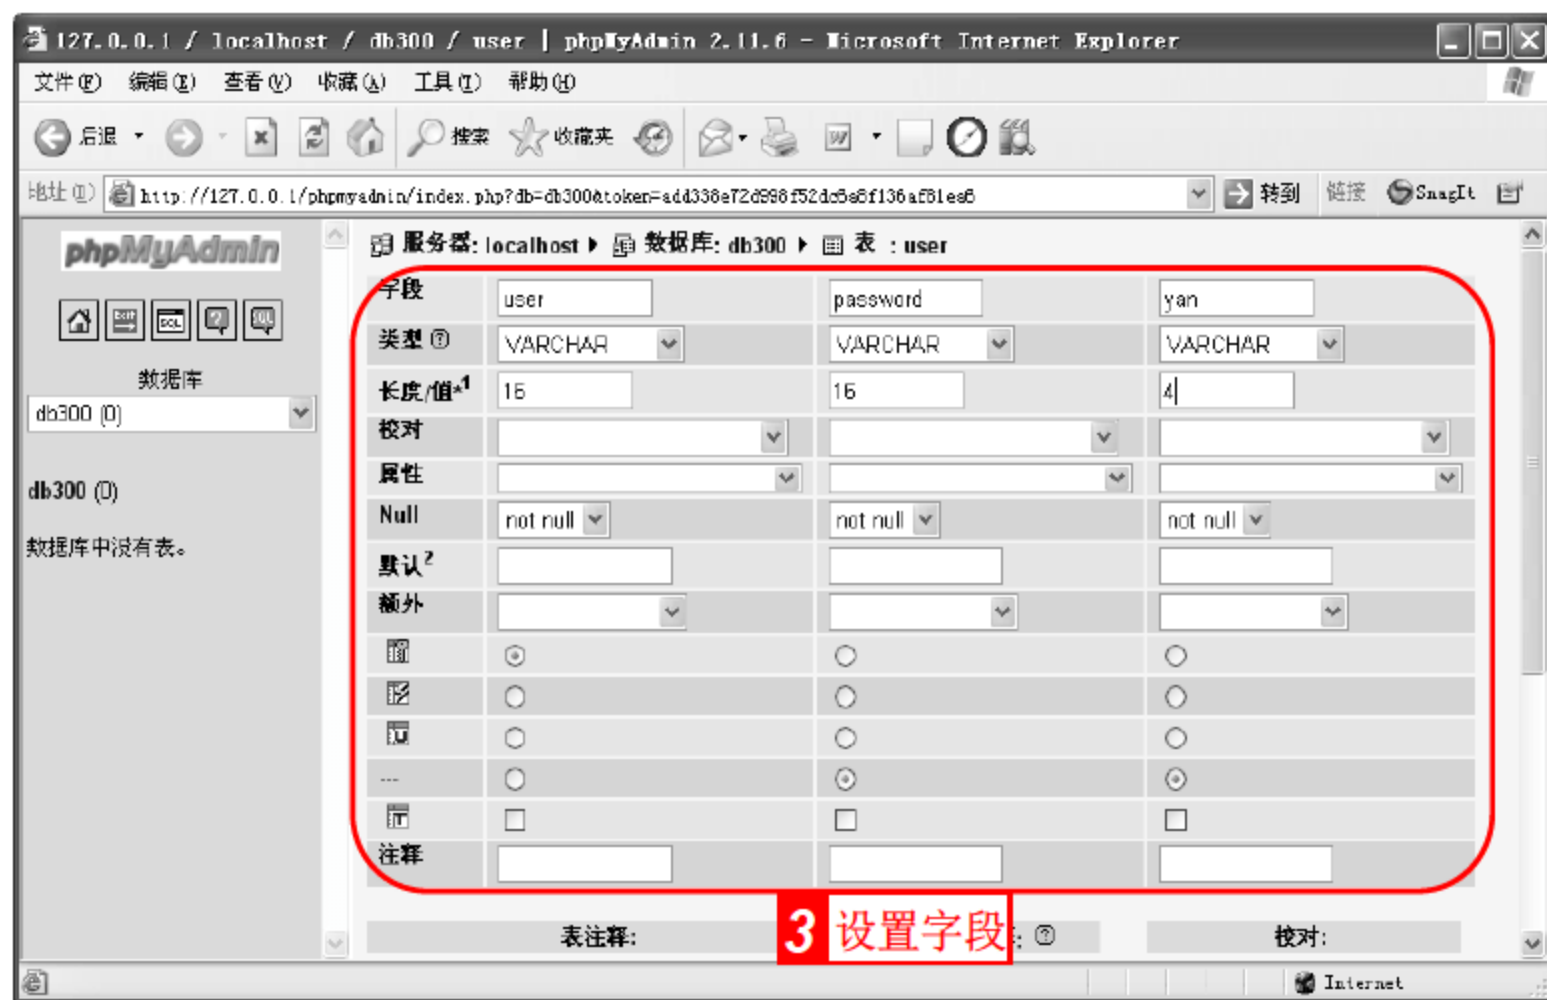 127.0.0.1 / localhost / db300 / user | phpMyAdmin 2.11.6 - Microsoft Internet Explorer
文件(F) 编辑(E) 查看(V) 收藏(A) 工具(T) 帮助(H)
后退 搜索 收藏夹
地址(D) http://127.0.0.1/phpmyadmin/index.php?db=db300&token=add338e72d998f52dc6a8f136af81ea6 转到 链接 SnagIt
phpMyAdmin
数据库
db300 (0)
db300 (0)
数据库中没有表。
服务器: localhost 数据库: db300 表 : user
字段 user password yan
类型 VARCHAR VARCHAR VARCHAR
长度/值*1 16 16 4
校对
属性
Null not null not null not null
默认2
额外
---
注释
3 设置字段
表注释: 校对:
Internet